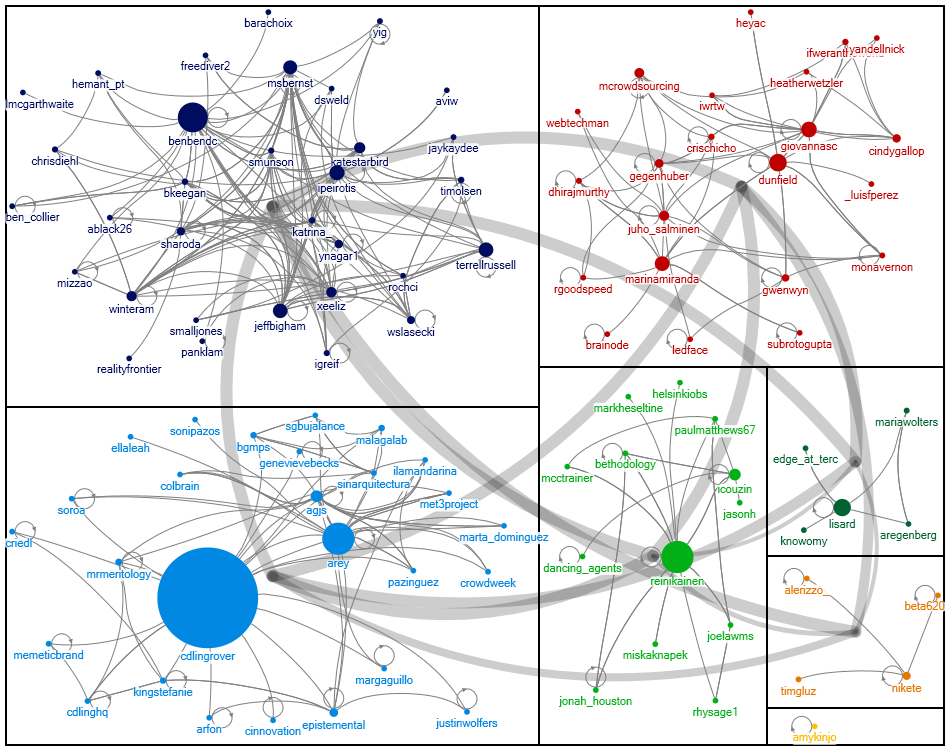 barachoix
yig
freediver2
msbernst
hemant_pt
dsweld
aviw
lmcgarthwaite
benbendc
chrisdiehl
smunson
katestarbird
jaykaydee
bkeegan
ipeirotis
timolsen
ben_collier
ablack26
sharoda
katrina_
ynagar1
terrellrussell
mizzao
winteram
rochci
xeeliz
jeffbigham
smalljones
wslasecki
panklam
realityfrontier
igreif
heyac
vandellnick
heatherwetzler
mcrowdsourcing
iwrtw
webtechman
crischicho
giovannasc
cindygallop
gegenhuber
dunfield
dhirajmurthy
_luisfperez
juho_salminen
marinamiranda
monavernon
rgoodspeed
gwenwyn
brainode
ledface
subrotogupta
sonipazos
sgbujalance
malagalab
ellaleah
bgmps
genevievebecks
ilamandarina
colbrain
sinarquitectura
met3project
soroa
agjs
criedl
marta_dominguez
arey
mrmeritology
pazinguez
crowdweek
memeticbrand
cdlingrover
margaguillo
kingstefanie
cdlinghq
arfon
cinnovation
epistemental
justinwolfers
helsinkiobs
markheseltine
paulmatthews67
bethodology
mcctrainer
icouzin
jasonh
dancing_agents
reinikainen
joelawms
miskaknapek
jonah_houston
rhysage1
mariawolters
edge_at_terc
lisard
knowomy
aregenberg
alerizzo_
beta620
timgluz
nikete
amykinjo